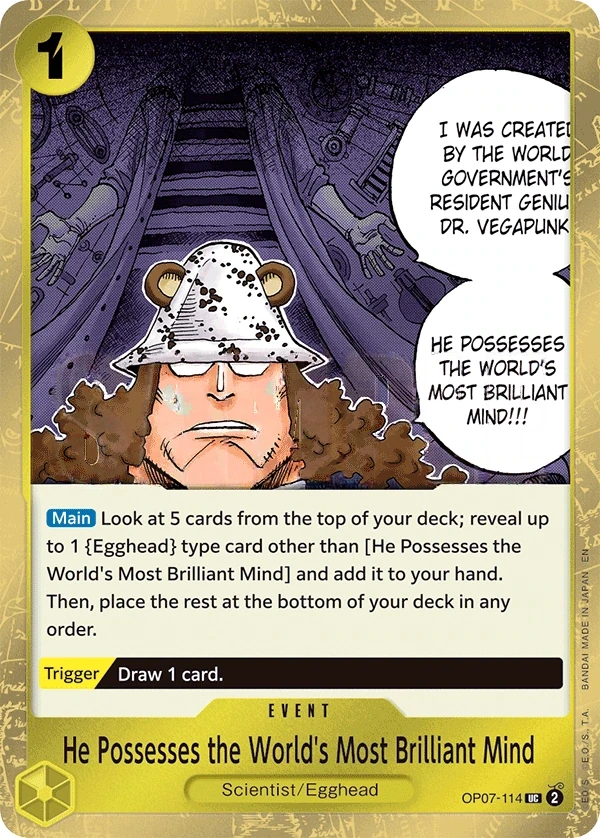 1
I WAS CREATED
BY THE WORLD
GOVERNMENT'S
RESIDENT GENIU
DR. VEGAPUNK
HE POSSESSES
THE WORLD'S
MOST BRILLIANT
MIND!!!
Main Look at 5 cards from the top of your deck; reveal up
to 1 {Egghead} type card other than [He Possesses the
World's Most Brilliant Mind] and add it to your hand.
Then, place the rest at the bottom of your deck in any
order.
Trigger Draw 1 card.
EVENT
He Possesses the World's Most Brilliant Mind
Scientist/Egghead
OP07-114 UC 2
©E.O.S. T.A. BANDAI MADE IN JAPAN EN